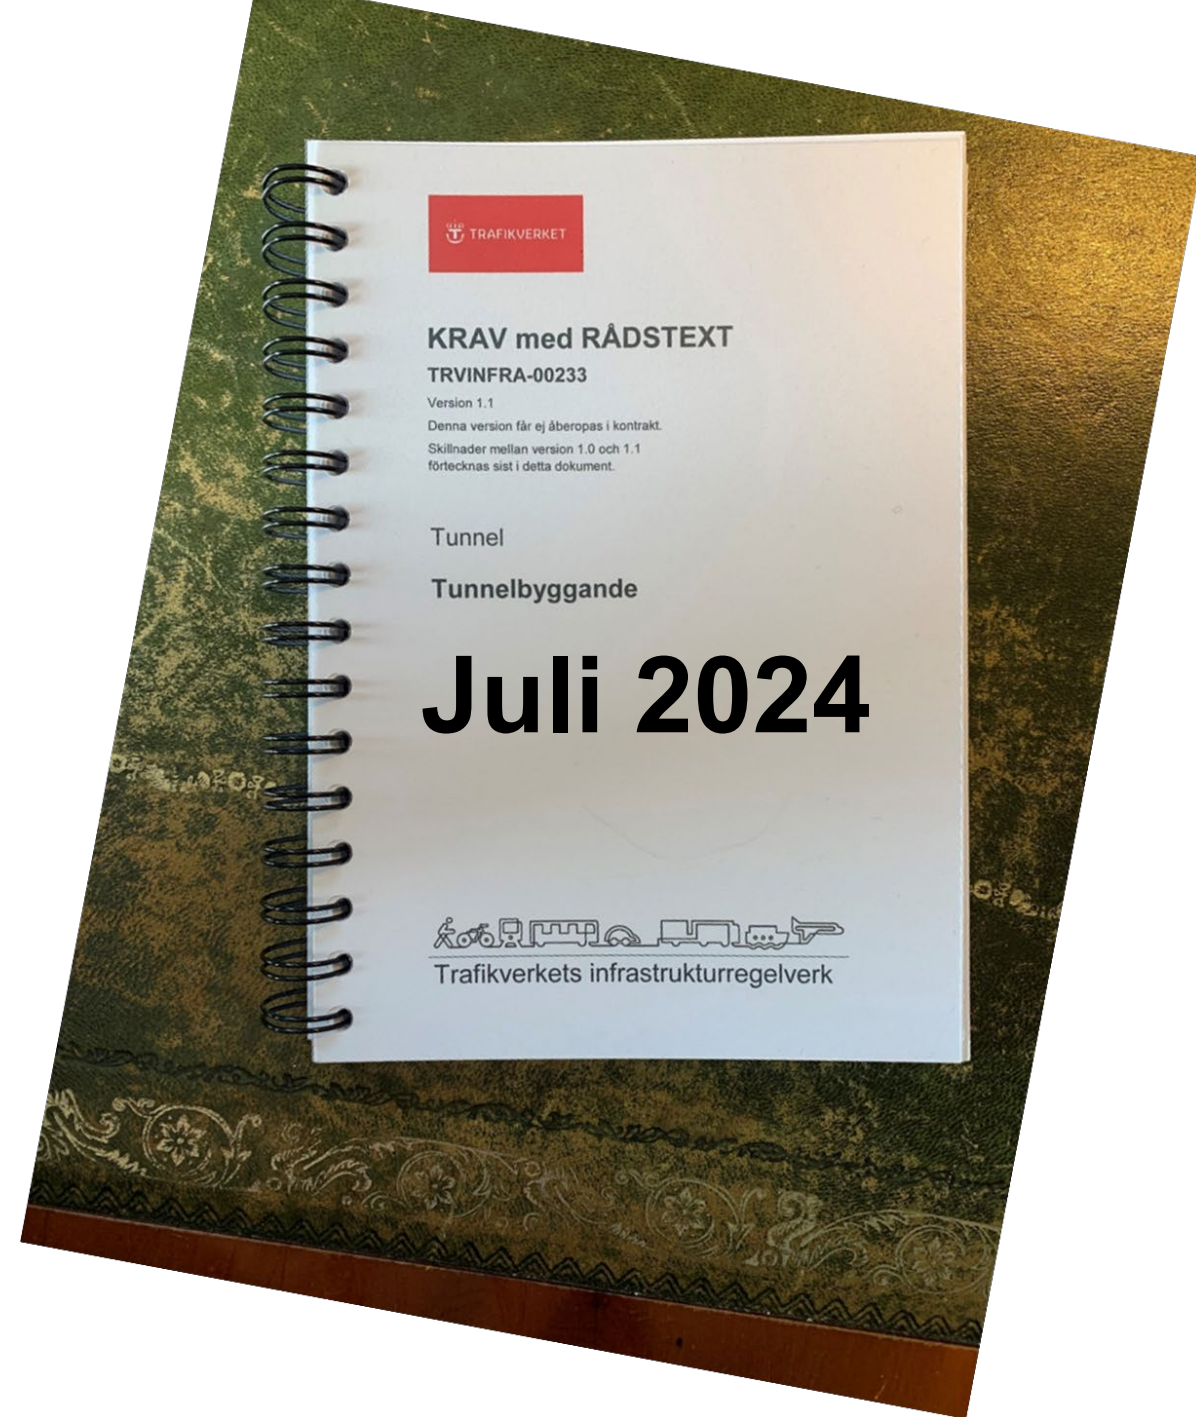 TRAFIKVERKET
KRAV med RÅDSTEXT
TRVINFRA-00233
Version 1.1
Denna version får ej åberopas i kontrakt.
Skillnader mellan version 1.0 och 1.1
förtecknas sist i detta dokument.
Tunnel
Tunnelbyggande
Juli 2024
Trafikverkets infrastrukturregelverk